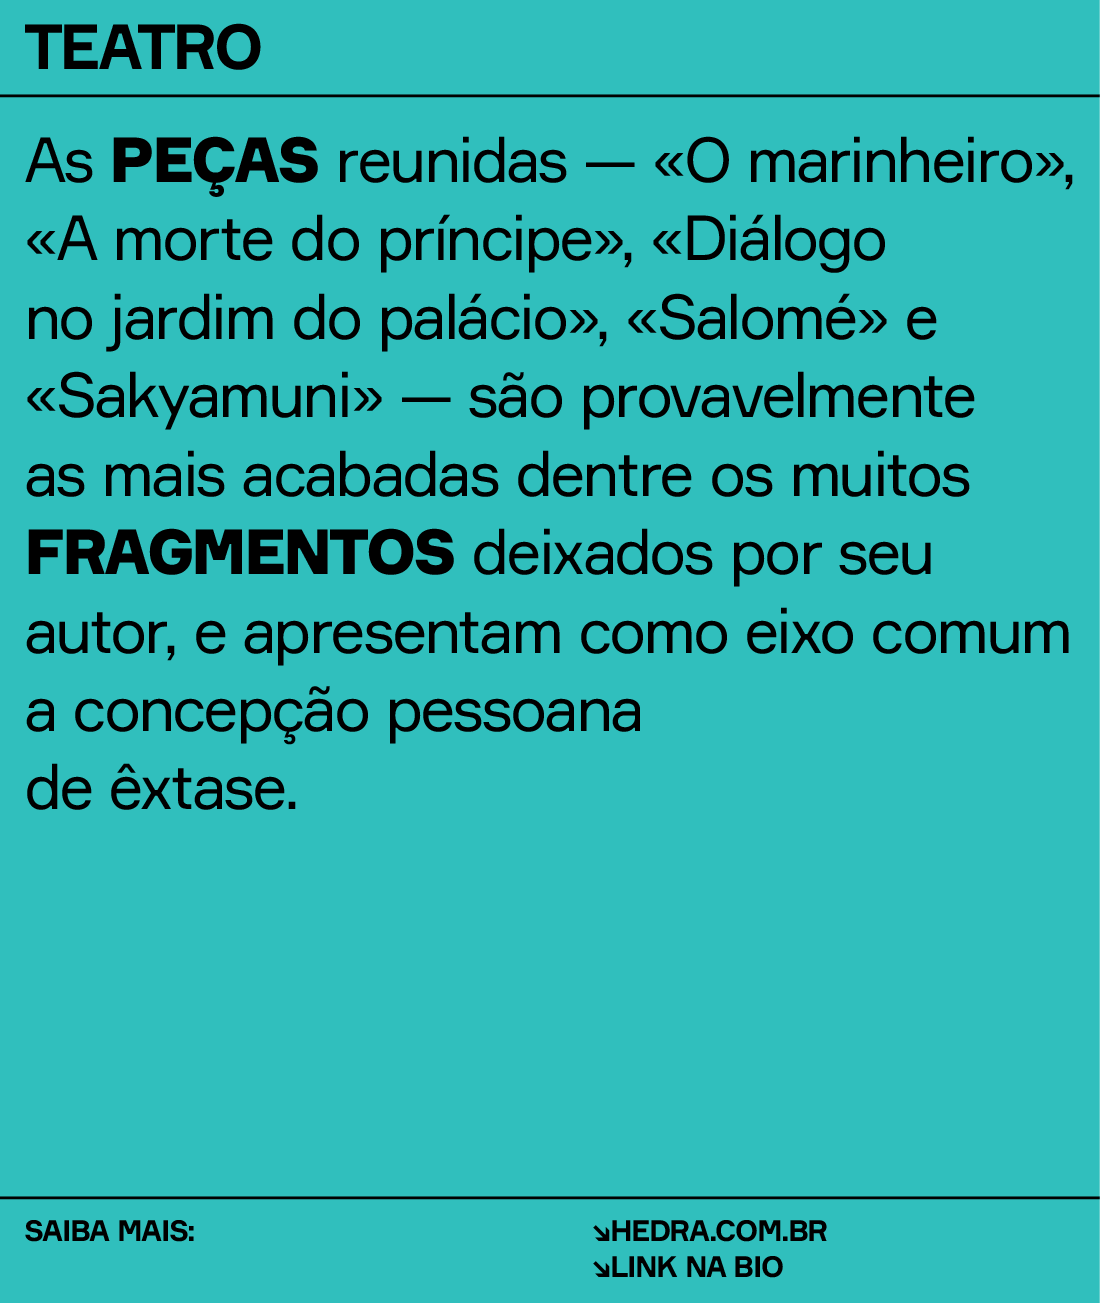 TEATRO
As PEÇAS reunidas — «O marinheiro»,
«A morte do príncipe», «Diálogo
no jardim do palácio», «Salomé» e
«Sakyamuni» — são provavelmente
as mais acabadas dentre os muitos
FRAGMENTOS deixados por seu
autor, e apresentam como eixo comum
a concepção pessoana
de êxtase.
SAIBA MAIS:
↘HEDRA.COM.BR
↘LINK NA BIO